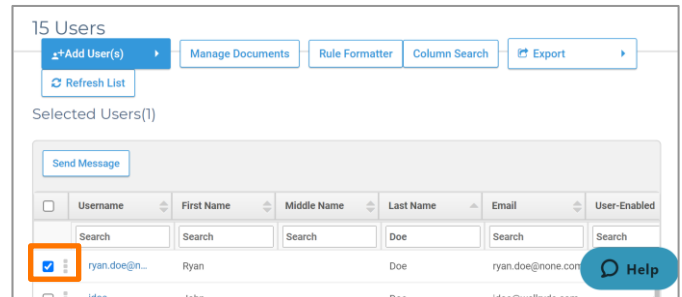 15 Users
+Add User(s) Manage Documents Rule Formatter Column Search Export
Refresh List
Selected Users(1)
Send Message
Username First Name Middle Name Last Name Email User-Enabled
Search Search Search Doe Search Search
ryan.doe@n... Ryan Doe ryan.doe@none.com
Help
John